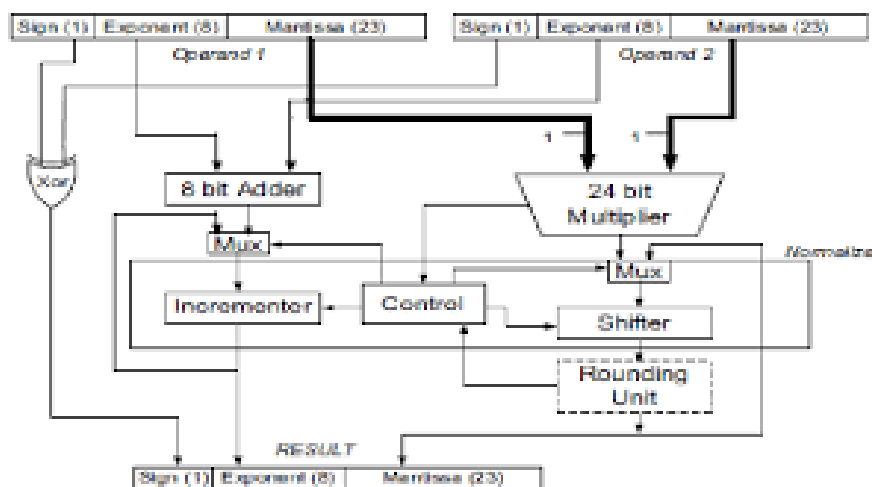 Sign (1) Exponent (8) Mantissa (23) Sign (1) Exponent (8) Mantissa (23)
Operand 1 Operand 2
1 1
Xor
8 bit Adder
24 bit
Multiplier
Mux
Normalize
Mux
Incrementor
Control
Shifter
Rounding
Unit
RESULT
Sign (1) Exponent (8) Mantissa (23)